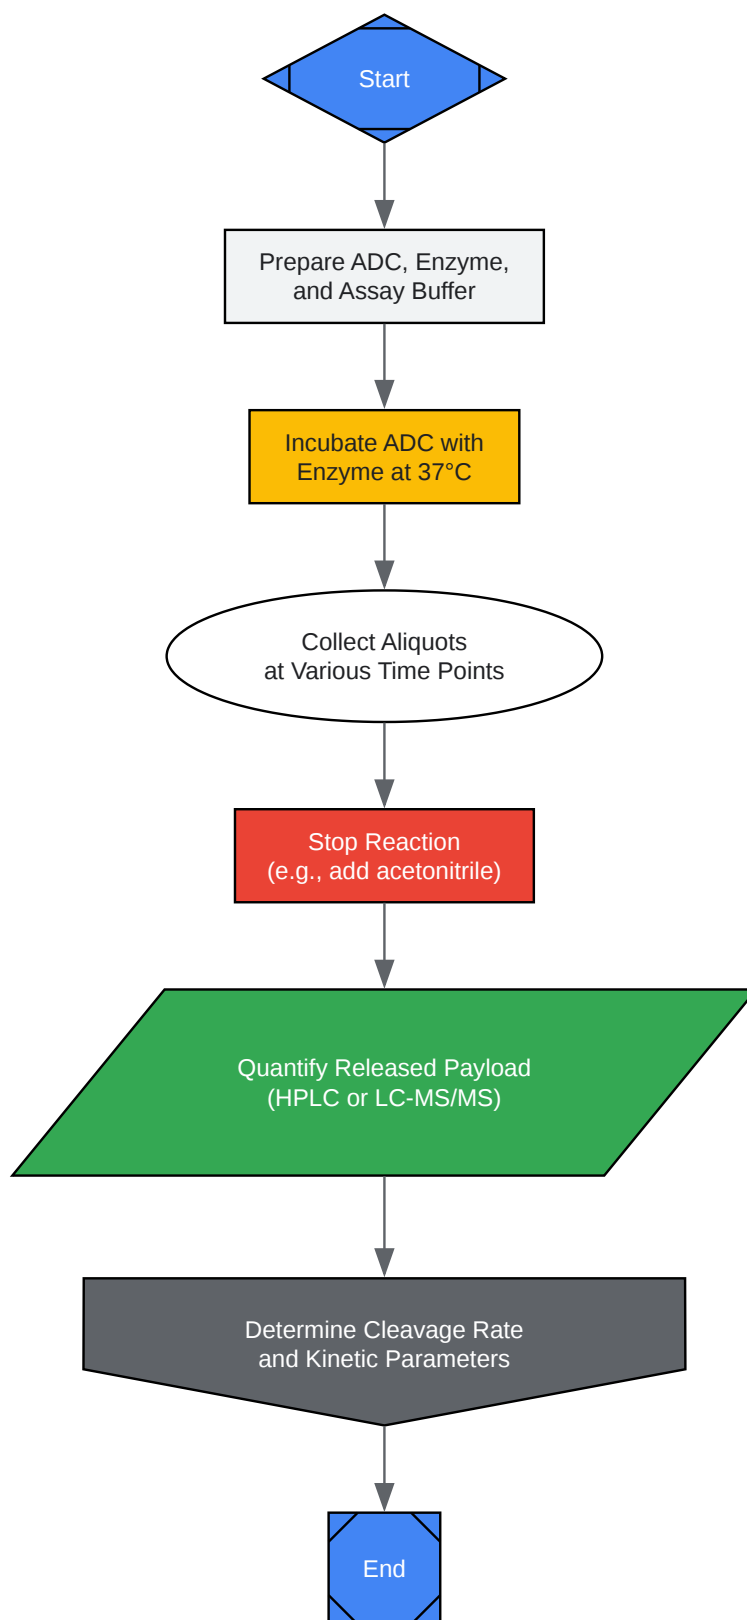 Start
Prepare ADC, Enzyme,
and Assay Buffer
Incubate ADC with
Enzyme at 37°C
Collect Aliquots
at Various Time Points
Stop Reaction
(e.g., add acetonitrile)
Quantify Released Payload
(HPLC or LC-MS/MS)
Determine Cleavage Rate
and Kinetic Parameters
End